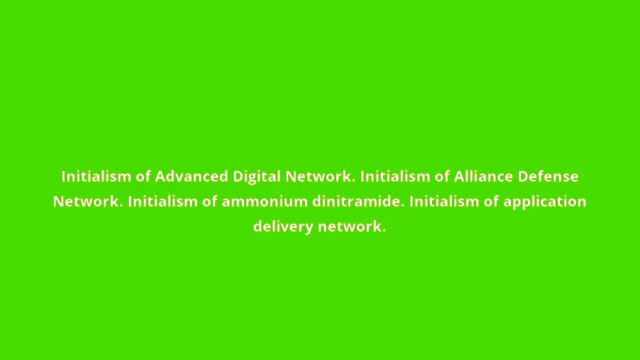 Initialism of Advanced Digital Network. Initialism of Alliance Defense
Network. Initialism of ammonium dinitramide. Initialism of application
delivery network.